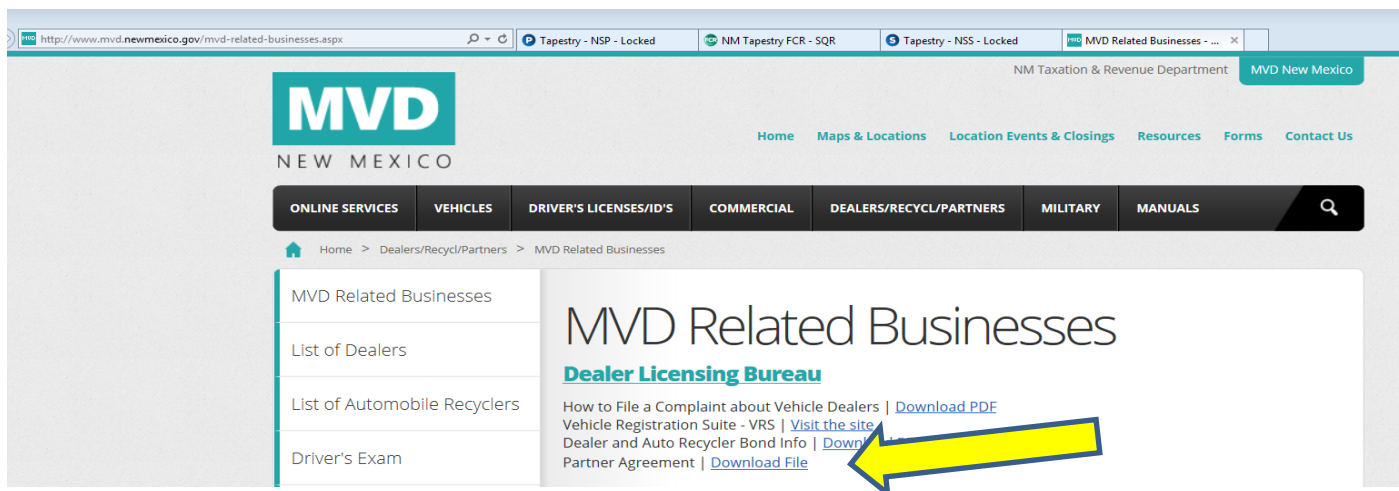 http://www.mvd.newmexico.gov/mvd-related-businesses.aspx
Tapestry - NSP - Locked
NM Tapestry FCR - SQR
Tapestry - NSS - Locked
MVD Related Businesses - ...
NM Taxation & Revenue Department
MVD New Mexico
MVD
NEW MEXICO
Home Maps & Locations Location Events & Closings Resources Forms Contact Us
ONLINE SERVICES VEHICLES DRIVER'S LICENSES/ID'S COMMERCIAL DEALERS/RECYCL/PARTNERS MILITARY MANUALS
Home > Dealers/Recycl/Partners > MVD Related Businesses
MVD Related Businesses
List of Dealers
List of Automobile Recyclers
Driver's Exam
MVD Related Businesses
Dealer Licensing Bureau
How to File a Complaint about Vehicle Dealers | Download PDF
Vehicle Registration Suite - VRS | Visit the site
Dealer and Auto Recycler Bond Info |
Partner Agreement | Download File